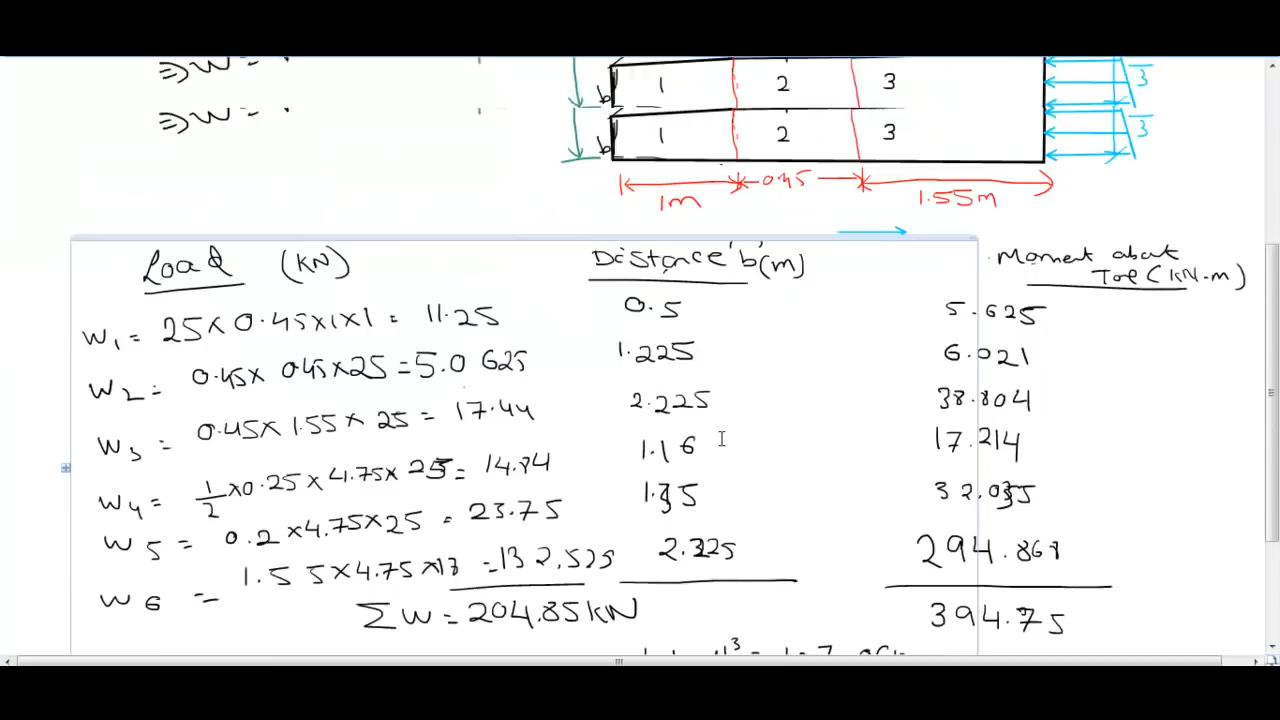 ⇒ W = .
⇒ W = .
b 1 2 3 3
b 1 2 3 3
1m 0.45 1.55m
Load (KN) Distance 'b'(m) Moment about Toe (KN-m)
W1 = 25 × 0.45×1×1 = 11.25 0.5 5.625
W2 = 0.45× 0.45×25 = 5.0625 1.225 6.021
W3 = 0.45× 1.55 × 25 = 17.44 2.225 38.804
W4 = 1/2 ×0.25 × 4.75× 25 = 14.84 1.16 17.214
W5 = 0.2 ×4.75×25 = 23.75 1.35 32.035
W6 = 1.55×4.75×18 = 132.525 2.225 294.868
ΣW = 204.85KN 394.75